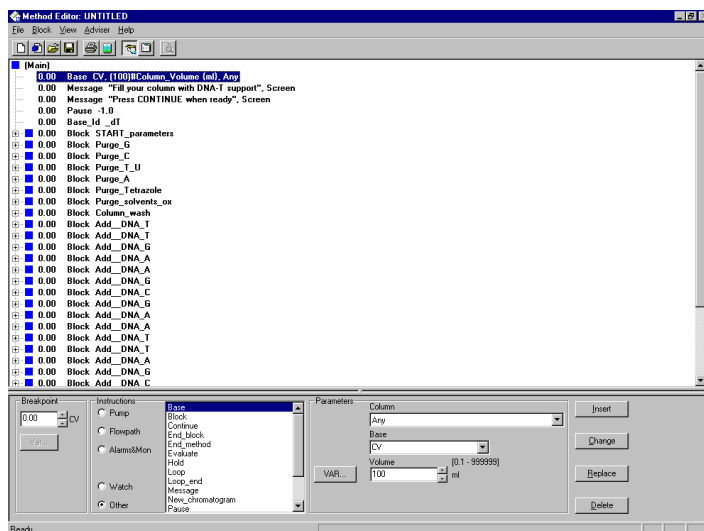 Method Editor: UNTITLED
File Block View Adviser Help
(Main)
0.00 Base CV, (100)#Column_Volume {ml}, Any
0.00 Message "Fill your column with DNA-T support", Screen
0.00 Message "Press CONTINUE when ready", Screen
0.00 Pause -1.0
0.00 Base_Id _dT
0.00 Block START_parameters
0.00 Block Purge_G
0.00 Block Purge_C
0.00 Block Purge_T_U
0.00 Block Purge_A
0.00 Block Purge_Tetrazole
0.00 Block Purge_solvents_ox
0.00 Block Column_wash
0.00 Block Add__DNA_T
0.00 Block Add__DNA_T
0.00 Block Add__DNA_G
0.00 Block Add__DNA_A
0.00 Block Add__DNA_A
0.00 Block Add__DNA_G
0.00 Block Add__DNA_C
0.00 Block Add__DNA_G
0.00 Block Add__DNA_A
0.00 Block Add__DNA_A
0.00 Block Add__DNA_T
0.00 Block Add__DNA_T
0.00 Block Add__DNA_A
0.00 Block Add__DNA_G
0.00 Block Add__DNA_C
Breakpoint
0.00 CV
Var...
Instructions
Pump
Flowpath
Alarms&Mon
Watch
Other
Base
Block
Continue
End_block
End_method
Evaluate
Hold
Loop
Loop_end
Message
New_chromatogram
Pause
Parameters
Column
Any
Base
CV
Volume (0.1 - 999999)
VAR... 100 ml
Insert
Change
Replace
Delete
Ready